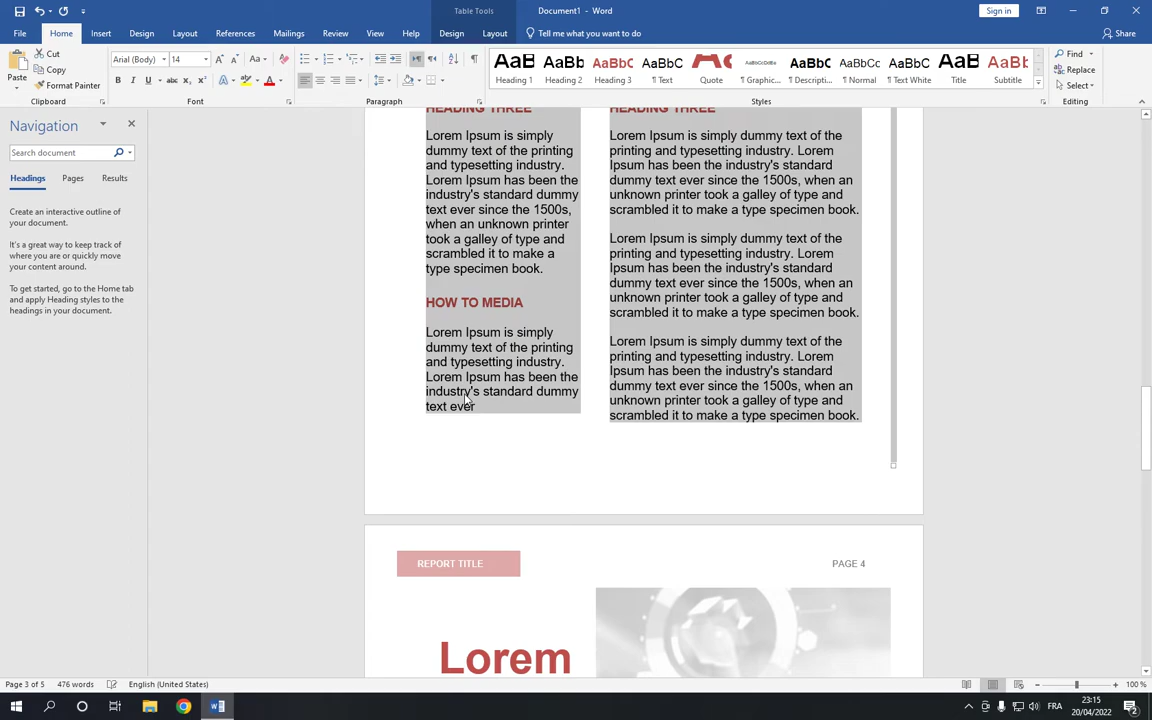 Table Tools
Document1 - Word
Sign in
File
Home
Insert
Design
Layout
References
Mailings
Review
View
Help
Design
Layout
Tell me what you want to do
Share
Paste
Cut
Copy
Format Painter
Clipboard
Arial (Body)
14
Font
Paragraph
AaB
Heading 1
AaBb
Heading 2
AaBbC
Heading 3
AaBbC
¶ Text
Quote
AaBbCcDdE
¶ Graphic...
AaBbC
¶ Descripti...
AaBbC
¶ Normal
AaBbC
¶ Text White
AaBb
Title
AaBb
Subtitle
Styles
Find
Replace
Select
Editing
Navigation
Search document
Headings
Pages
Results
Create an interactive outline of
your document.
It's a great way to keep track of
where you are or quickly move
your content around.
To get started, go to the Home tab
and apply Heading styles to the
headings in your document.
HEADING THREE
Lorem Ipsum is simply
dummy text of the printing
and typesetting industry.
Lorem Ipsum has been the
industry's standard dummy
text ever since the 1500s,
when an unknown printer
took a galley of type and
scrambled it to make a
type specimen book.
HOW TO MEDIA
Lorem Ipsum is simply
dummy text of the printing
and typesetting industry.
Lorem Ipsum has been the
industry's standard dummy
text ever
HEADING THREE
Lorem Ipsum is simply dummy text of the
printing and typesetting industry. Lorem
Ipsum has been the industry's standard
dummy text ever since the 1500s, when an
unknown printer took a galley of type and
scrambled it to make a type specimen book.
Lorem Ipsum is simply dummy text of the
printing and typesetting industry. Lorem
Ipsum has been the industry's standard
dummy text ever since the 1500s, when an
unknown printer took a galley of type and
scrambled it to make a type specimen book.
Lorem Ipsum is simply dummy text of the
printing and typesetting industry. Lorem
Ipsum has been the industry's standard
dummy text ever since the 1500s, when an
unknown printer took a galley of type and
scrambled it to make a type specimen book.
REPORT TITLE
PAGE 4
Lorem
Page 3 of 5
476 words
English (United States)
100 %
FRA
23:15
20/04/2022
2